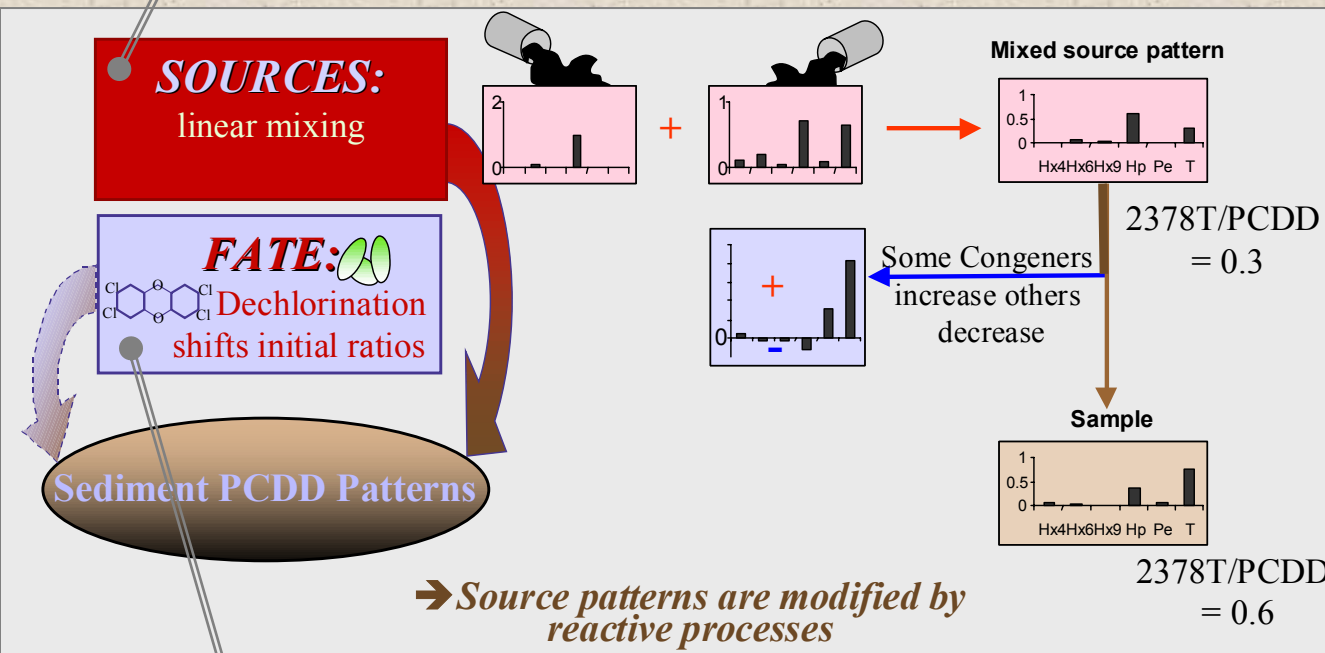 SOURCES:
linear mixing
FATE:
Cl
Cl
O
O
Cl
Cl
Dechlorination
shifts initial ratios
Sediment PCDD Patterns
2
0
+
1
0
Mixed source pattern
1
0.5
0
Hx4Hx6Hx9 Hp Pe T
2378T/PCDD
= 0.3
Some Congeners
increase others
decrease
+
0
-
Sample
1
0.5
0
Hx4Hx6Hx9 Hp Pe T
2378T/PCDD
= 0.6
➔ Source patterns are modified by
reactive processes